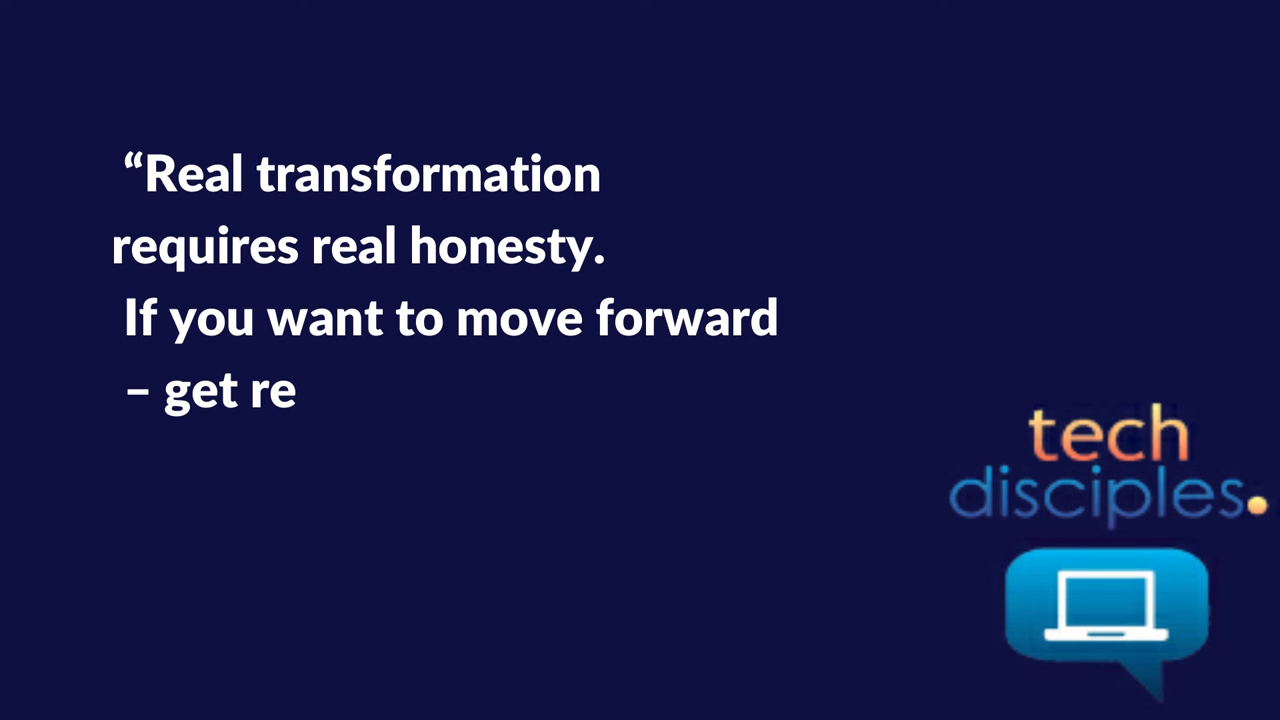 “Real transformation
requires real honesty.
If you want to move forward
– get re
tech
disciples.